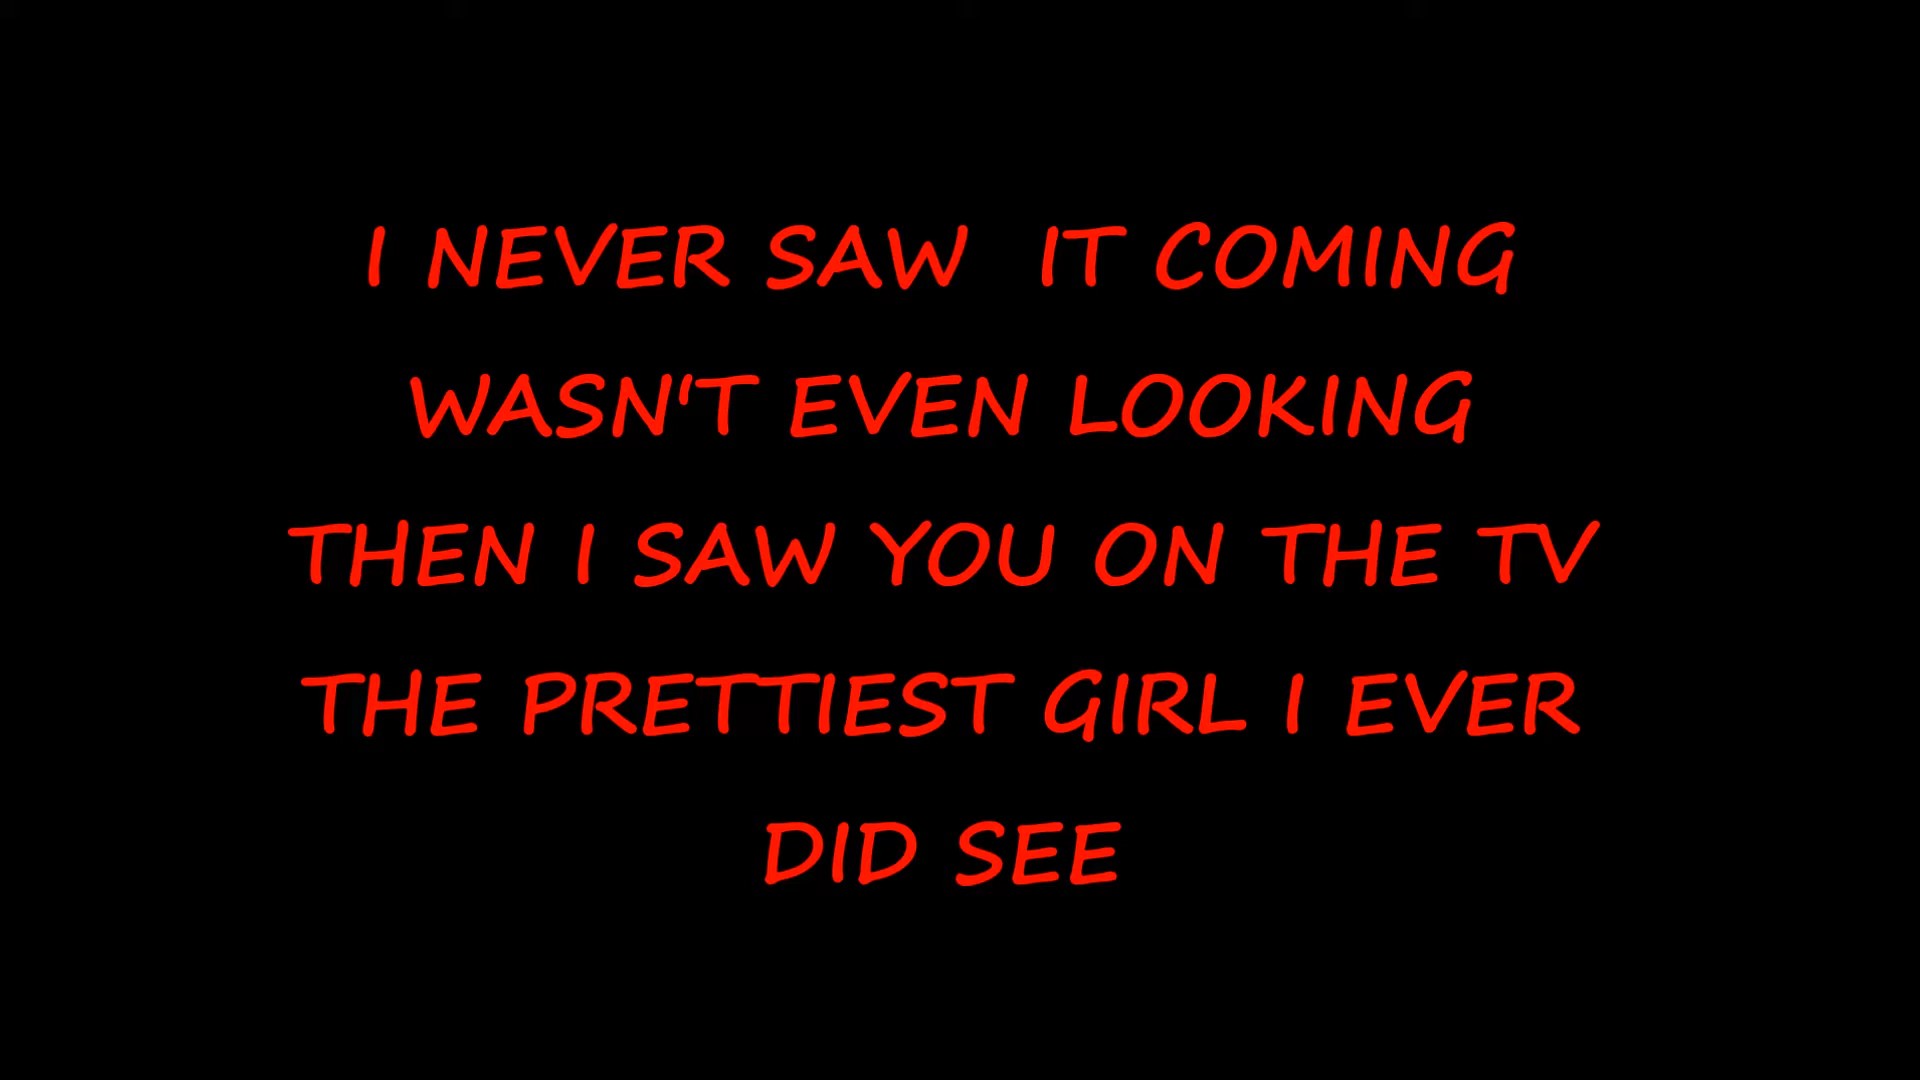 I NEVER SAW  IT COMING
WASN'T EVEN LOOKING
THEN I SAW YOU ON THE TV
THE PRETTIEST GIRL I EVER
DID SEE